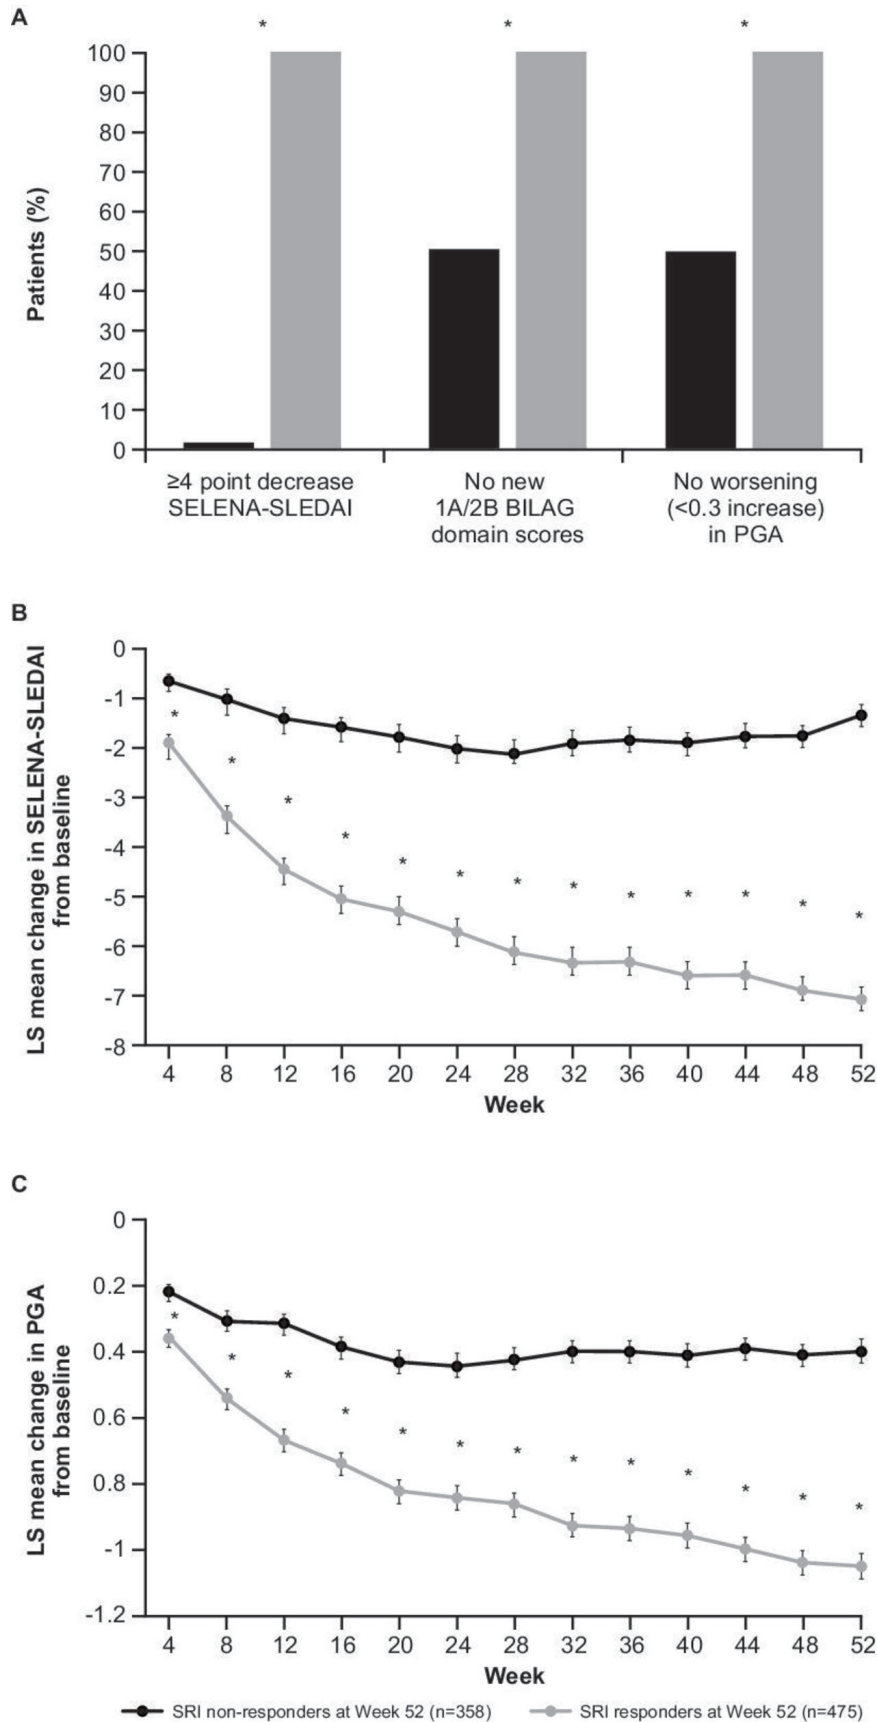 A
* * *
100
90
80
70
60
50
40
30
20
10
0
Patients (%)
≥4 point decrease
SELENA-SLEDAI
No new
1A/2B BILAG
domain scores
No worsening
(<0.3 increase)
in PGA
B
0
-1
-2
-3
-4
-5
-6
-7
-8
LS mean change in SELENA-SLEDAI
from baseline
* * * * * * * * * * * * *
4 8 12 16 20 24 28 32 36 40 44 48 52
Week
C
0
0.2
0.4
0.6
0.8
-1
-1.2
LS mean change in PGA
from baseline
* * * * * * * * * * * * *
4 8 12 16 20 24 28 32 36 40 44 48 52
Week
SRI non-responders at Week 52 (n=358) SRI responders at Week 52 (n=475)